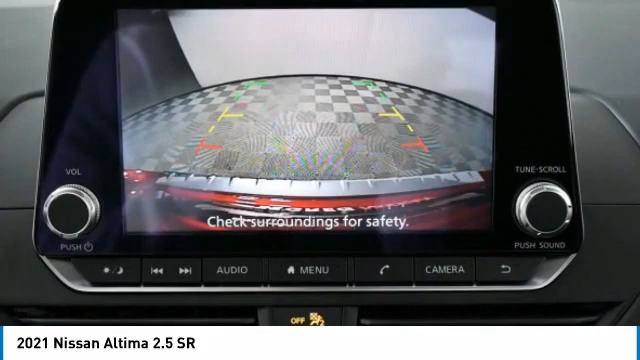 Check surroundings for safety.
VOL
TUNE-SCROLL
PUSH
PUSH SOUND
AUDIO
MENU
CAMERA
OFF
2021 Nissan Altima 2.5 SR